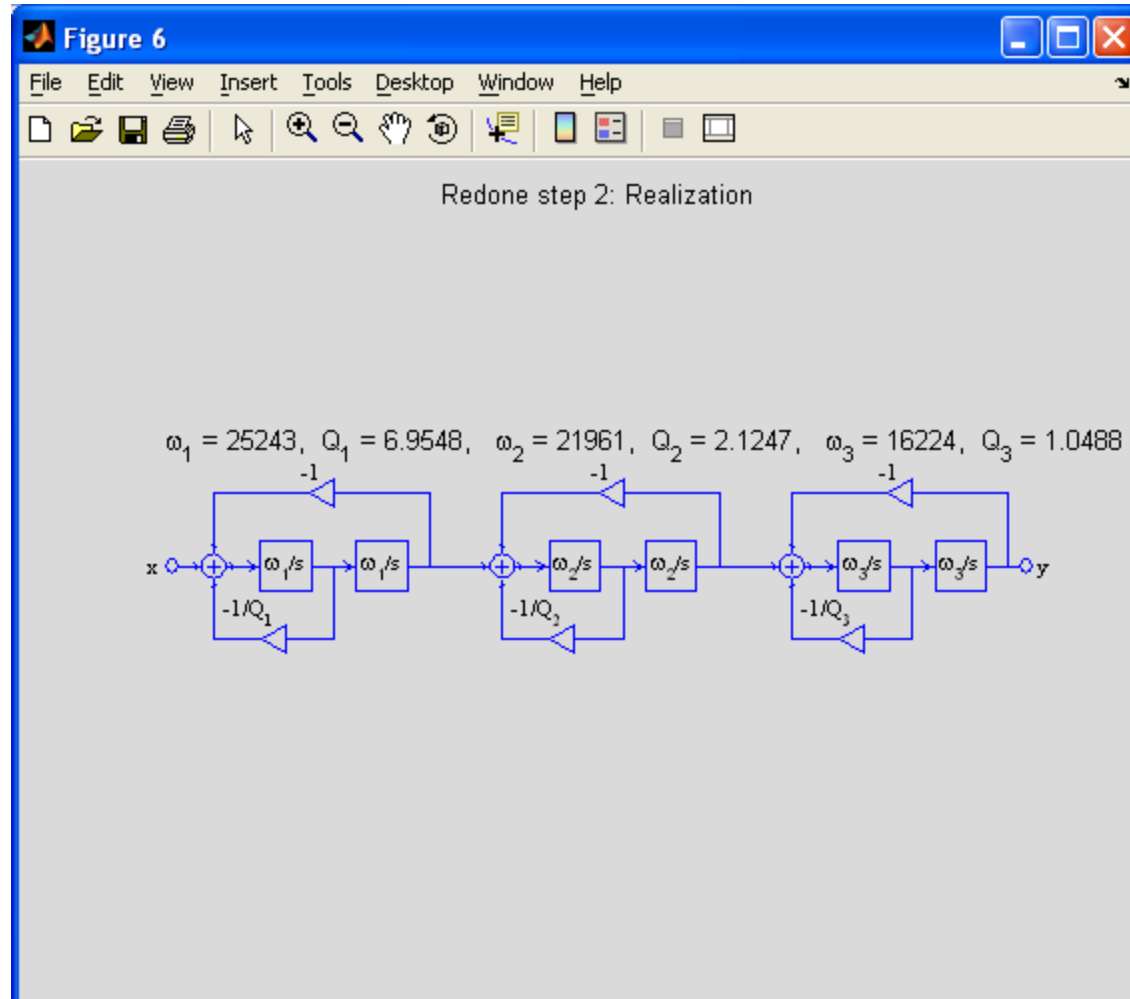 Figure 6
File Edit View Insert Tools Desktop Window Help
Redone step 2: Realization
ω₁ = 25243, Q₁ = 6.9548, ω₂ = 21961, Q₂ = 2.1247, ω₃ = 16224, Q₃ = 1.0488
-1 -1 -1
x ω₁/s ω₁/s ω₂/s ω₂/s ω₃/s ω₃/s y
-1/Q₁ -1/Q₂ -1/Q₃